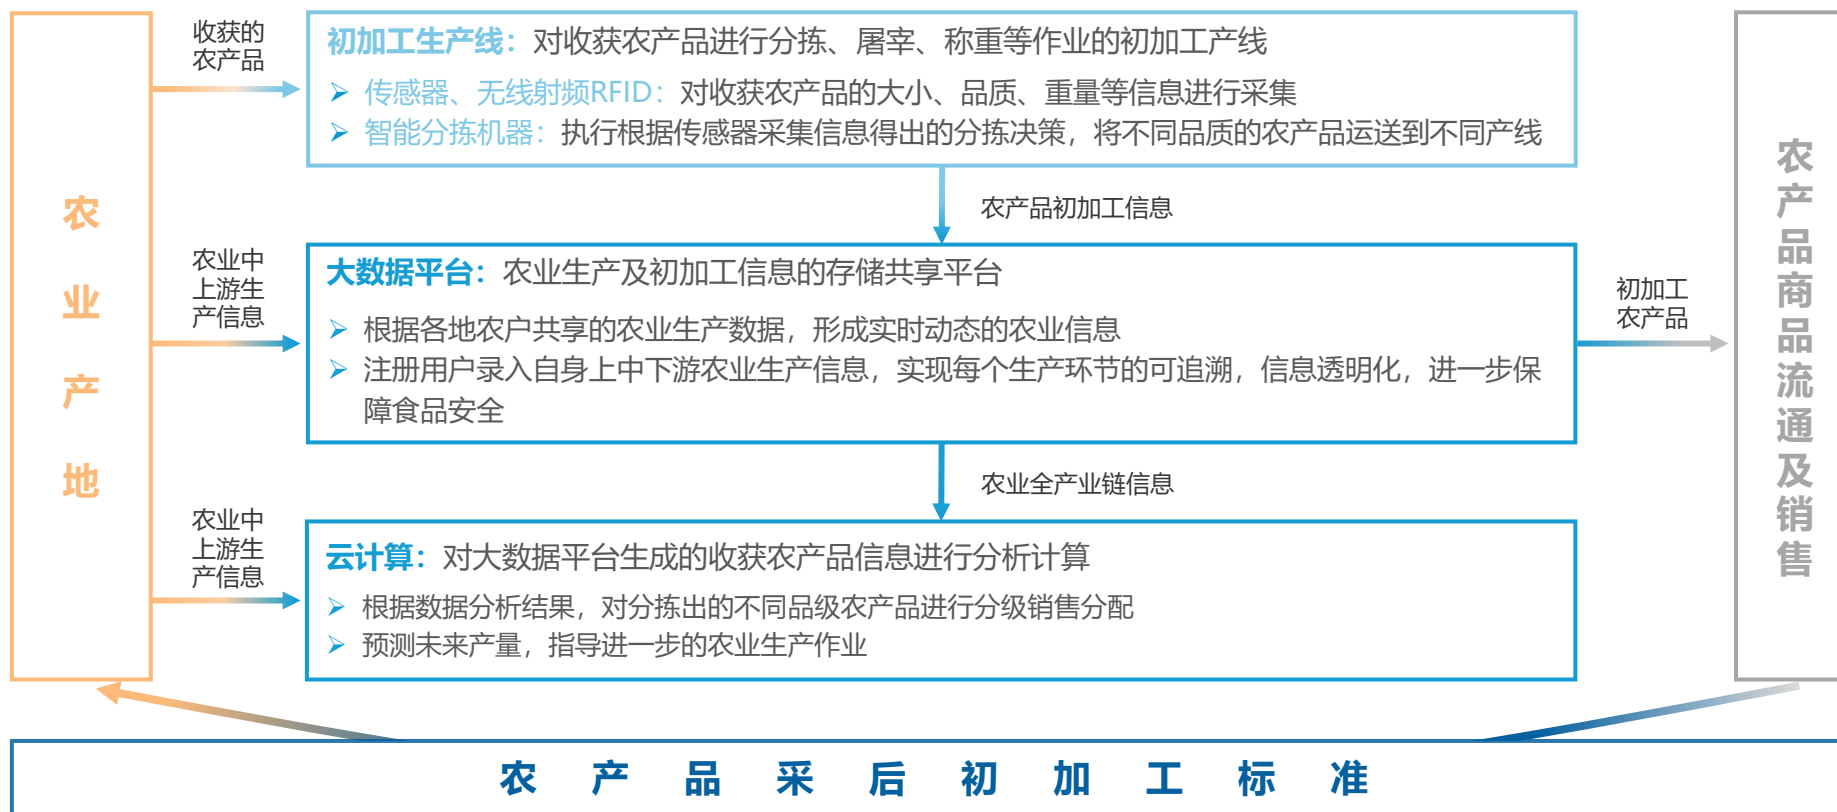 农业产地
收获的
农产品
初加工生产线：对收获农产品进行分拣、屠宰、称重等作业的初加工产线
传感器、无线射频RFID：对收获农产品的大小、品质、重量等信息进行采集
智能分拣机器：执行根据传感器采集信息得出的分拣决策，将不同品质的农产品运送到不同产线
农产品初加工信息
农业中
上游生
产信息
大数据平台：农业生产及初加工信息的存储共享平台
根据各地农户共享的农业生产数据，形成实时动态的农业信息
注册用户录入自身上中下游农业生产信息，实现每个生产环节的可追溯，信息透明化，进一步保
障食品安全
初加工
农产品
农业全产业链信息
农业中
上游生
产信息
云计算：对大数据平台生成的收获农产品信息进行分析计算
根据数据分析结果，对分拣出的不同品级农产品进行分级销售分配
预测未来产量，指导进一步的农业生产作业
农产品商品流通及销售
农产品采后初加工标准